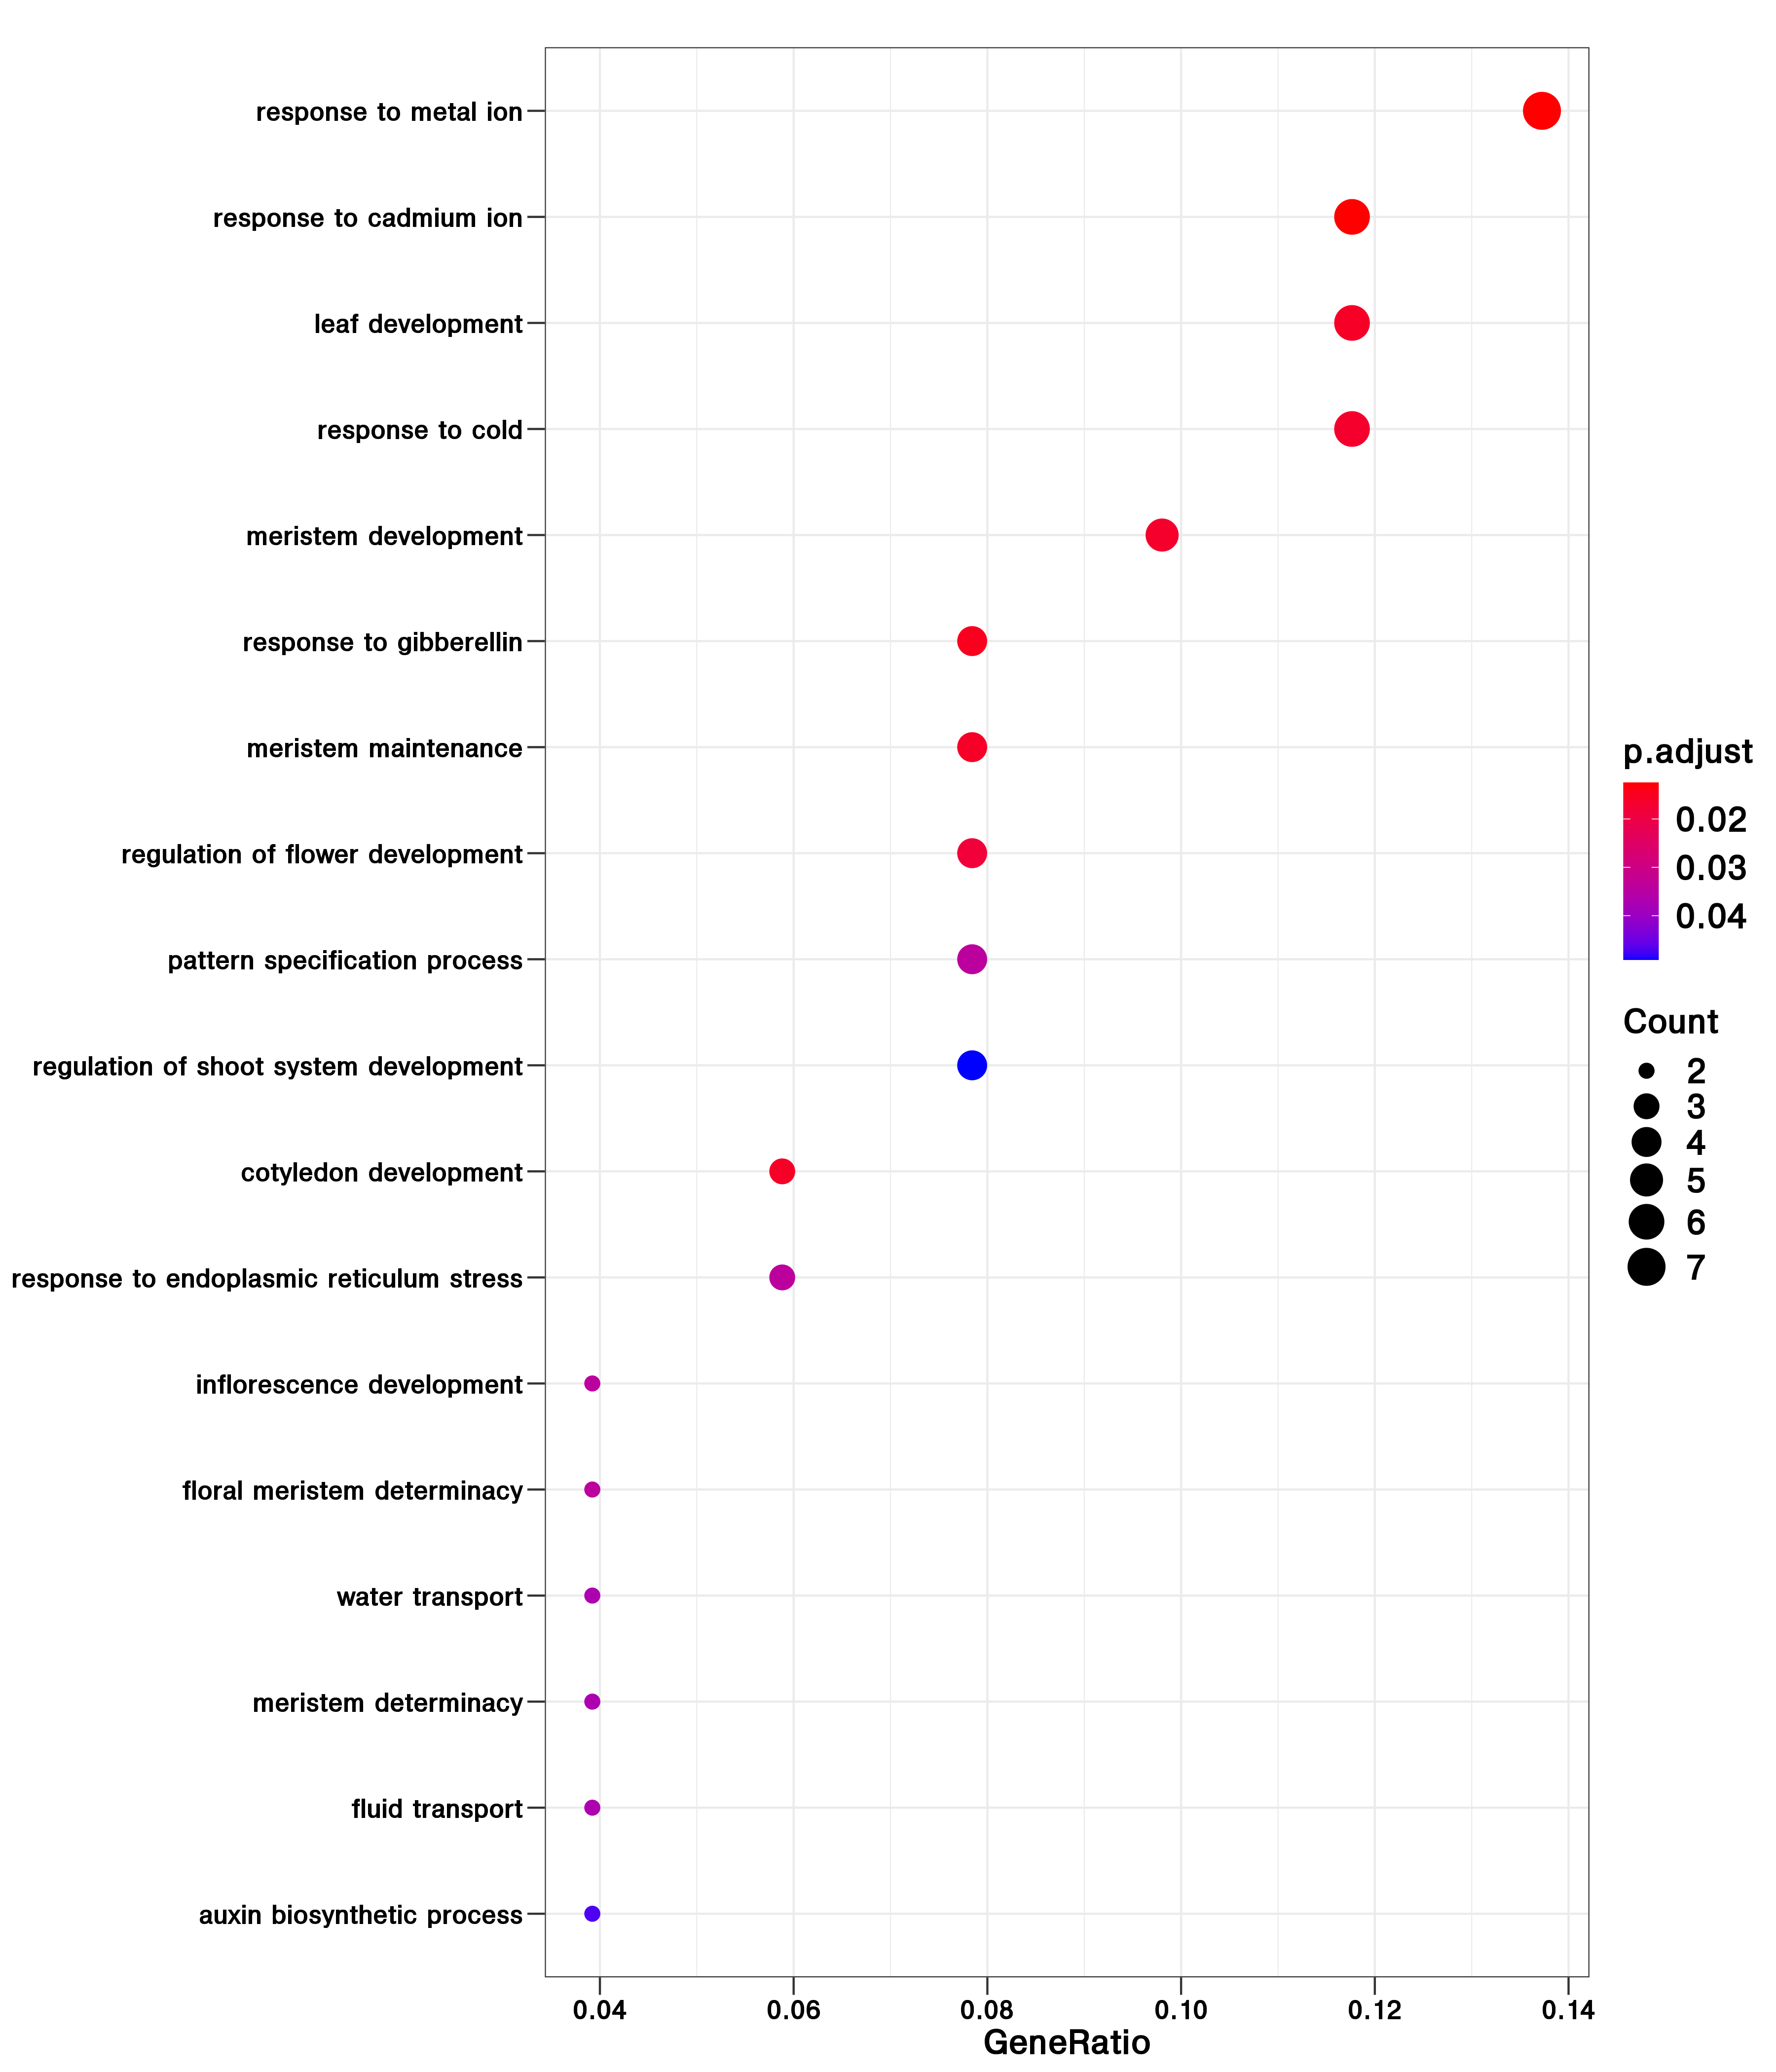 response to metal ion
response to cadmium ion
leaf development
response to cold
meristem development
response to gibberellin
meristem maintenance
regulation of flower development
pattern specification process
regulation of shoot system development
cotyledon development
response to endoplasmic reticulum stress
inflorescence development
floral meristem determinacy
water transport
meristem determinacy
fluid transport
auxin biosynthetic process
0.04 0.06 0.08 0.10 0.12 0.14
GeneRatio
p.adjust
0.02
0.03
0.04
Count
2
3
4
5
6
7